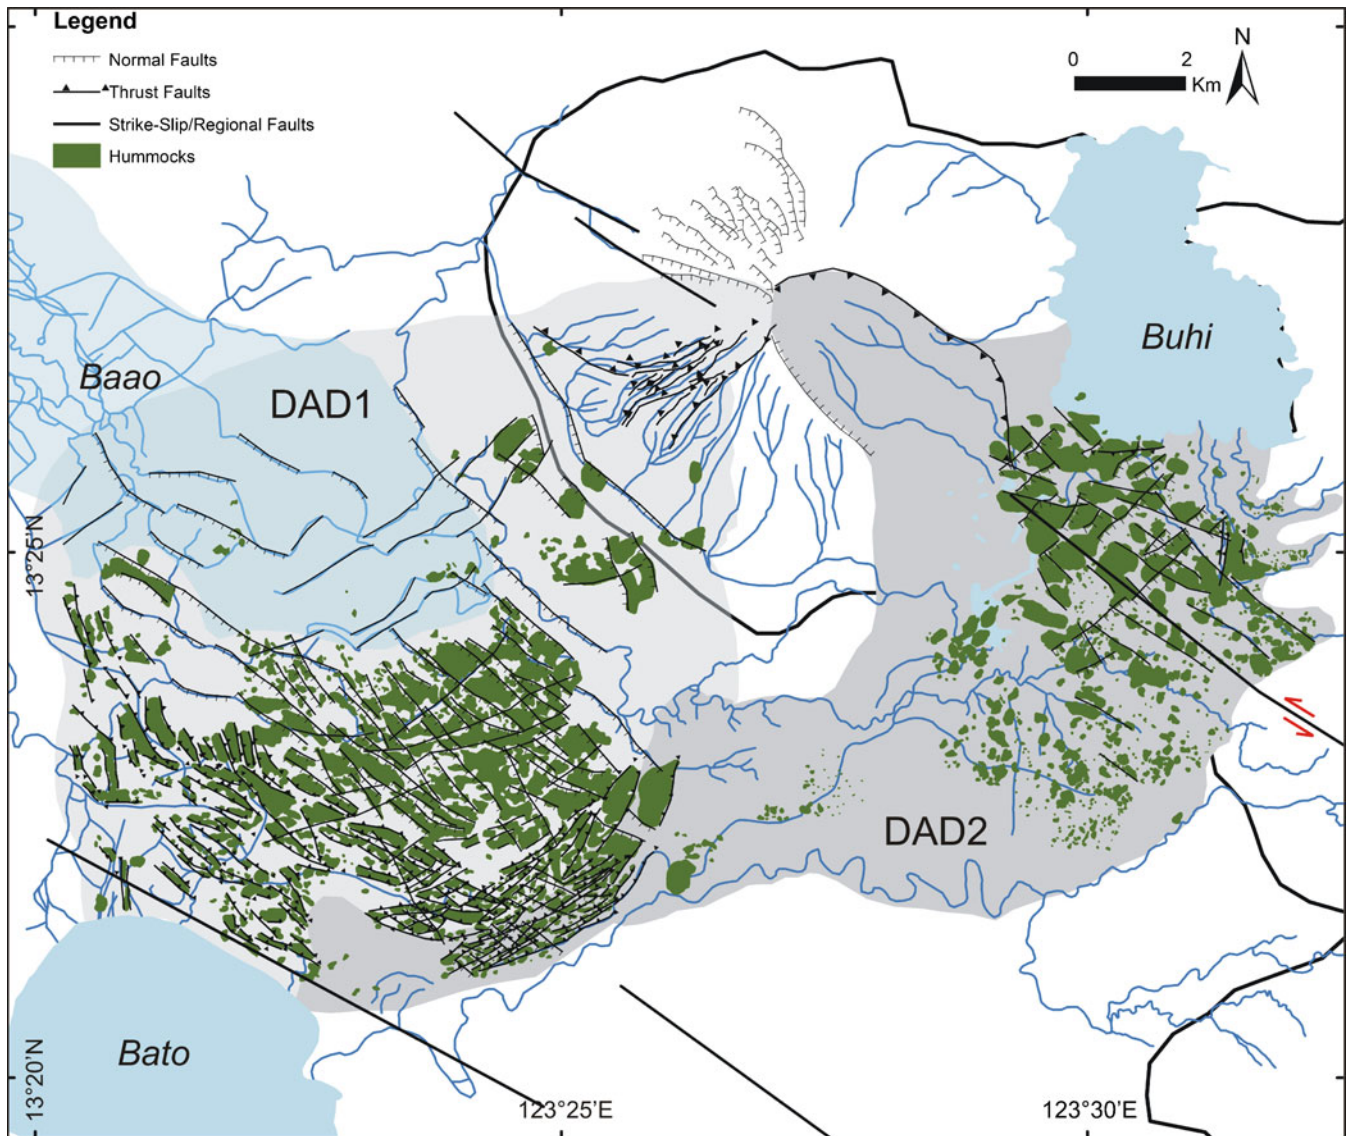 Legend
Normal Faults
Thrust Faults
Strike-Slip/Regional Faults
Hummocks
0 2
Km
N
Buhi
Baao
DAD1
13°25'N
DAD2
Bato
13°20'N
123°25'E
123°30'E